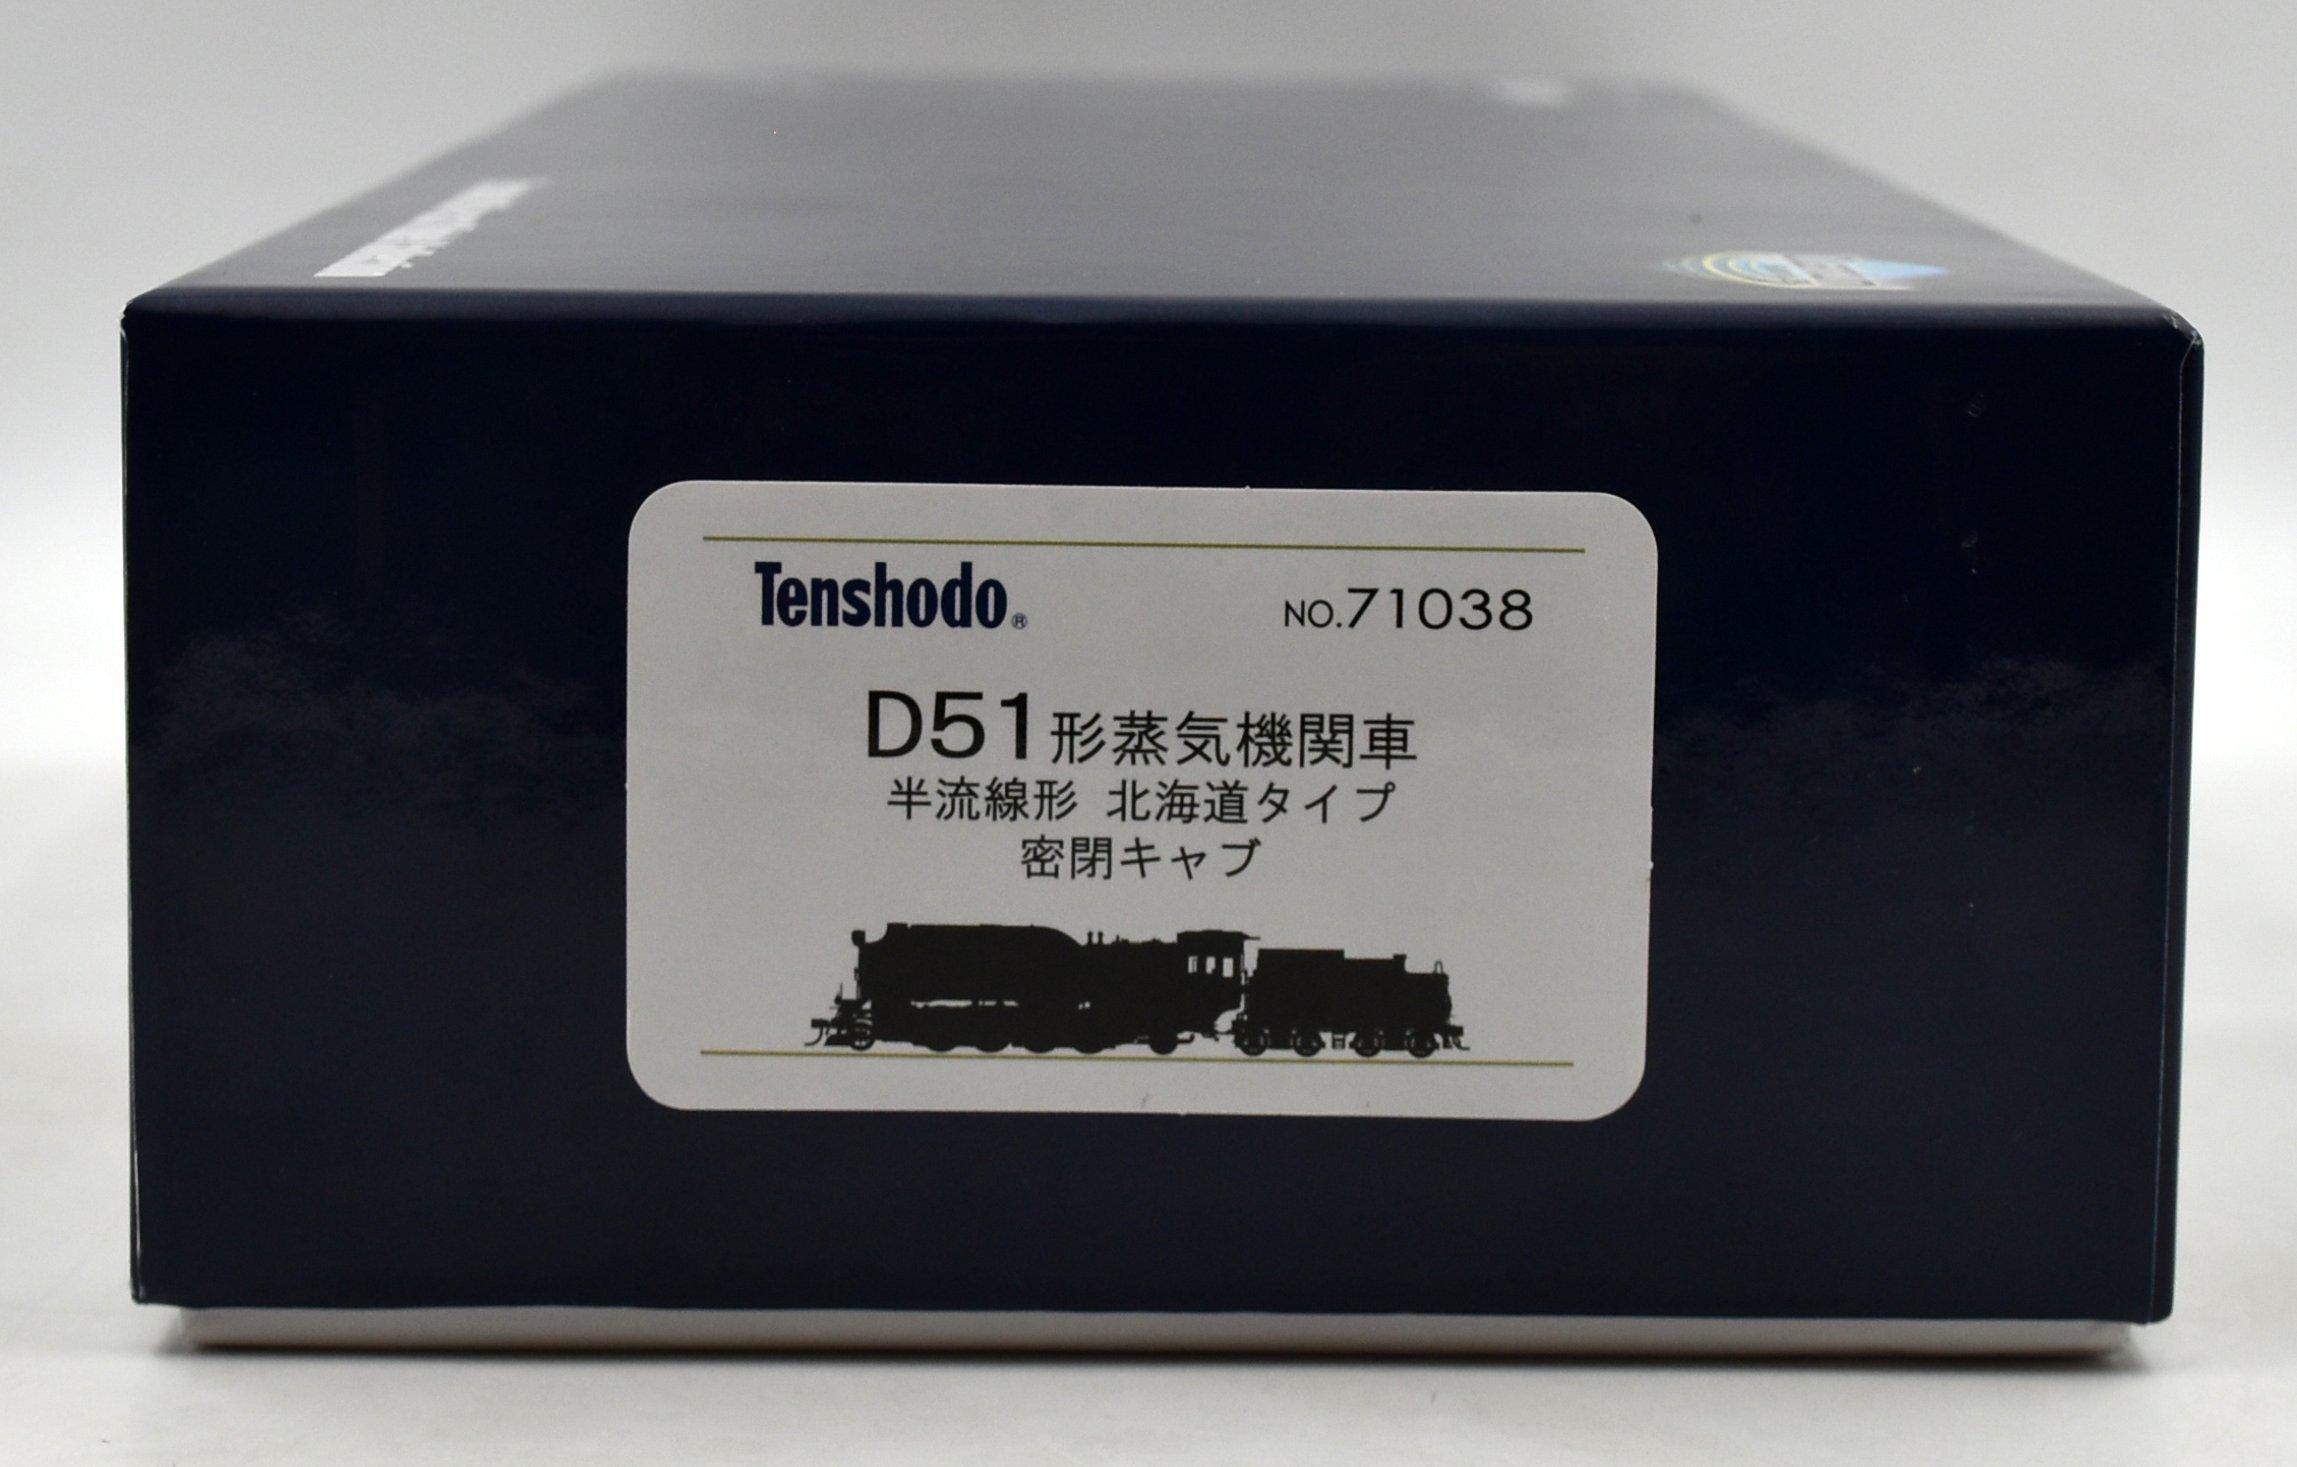 Tenshodo®
NO.71038
D51形蒸気機関車
半流線形 北海道タイプ
密閉キャブ